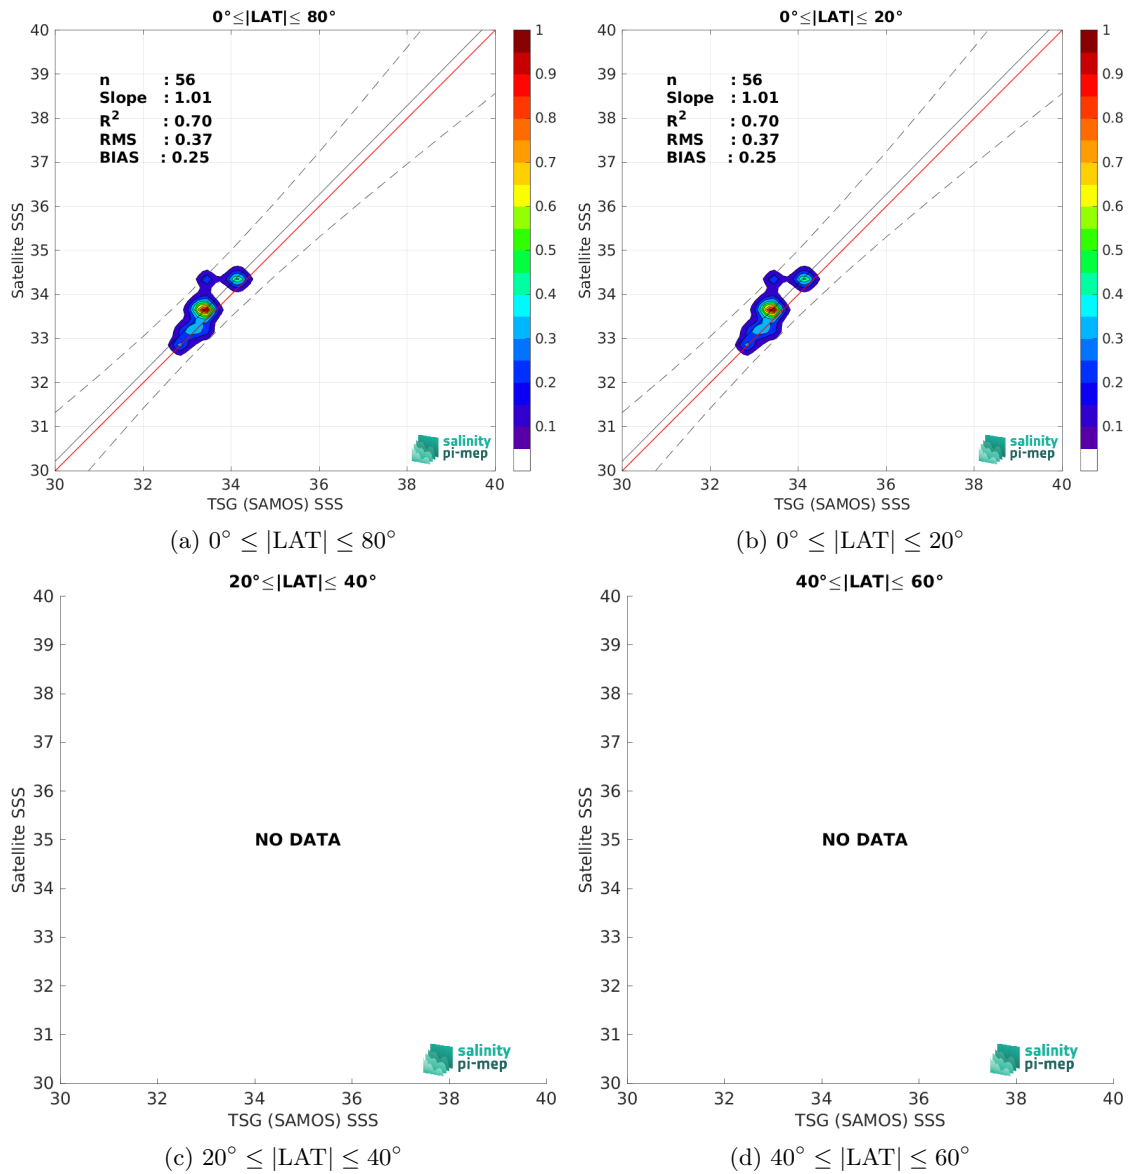 0°≤|LAT|≤ 80°
40
39
38
37
36
35
34
33
32
31
30
30
32
34
36
38
40
Satellite SSS
TSG (SAMOS) SSS
n : 56
Slope : 1.01
R² : 0.70
RMS : 0.37
BIAS : 0.25
1
0.9
0.8
0.7
0.6
0.5
0.4
0.3
0.2
0.1
salinity
pi-mep
(a) 0° ≤ |LAT| ≤ 80°
0°≤|LAT|≤ 20°
40
39
38
37
36
35
34
33
32
31
30
30
32
34
36
38
40
Satellite SSS
TSG (SAMOS) SSS
n : 56
Slope : 1.01
R² : 0.70
RMS : 0.37
BIAS : 0.25
1
0.9
0.8
0.7
0.6
0.5
0.4
0.3
0.2
0.1
salinity
pi-mep
(b) 0° ≤ |LAT| ≤ 20°
20°≤|LAT|≤ 40°
40
39
38
37
36
35
34
33
32
31
30
30
32
34
36
38
40
Satellite SSS
TSG (SAMOS) SSS
NO DATA
salinity
pi-mep
(c) 20° ≤ |LAT| ≤ 40°
40°≤|LAT|≤ 60°
40
39
38
37
36
35
34
33
32
31
30
30
32
34
36
38
40
Satellite SSS
TSG (SAMOS) SSS
NO DATA
salinity
pi-mep
(d) 40° ≤ |LAT| ≤ 60°